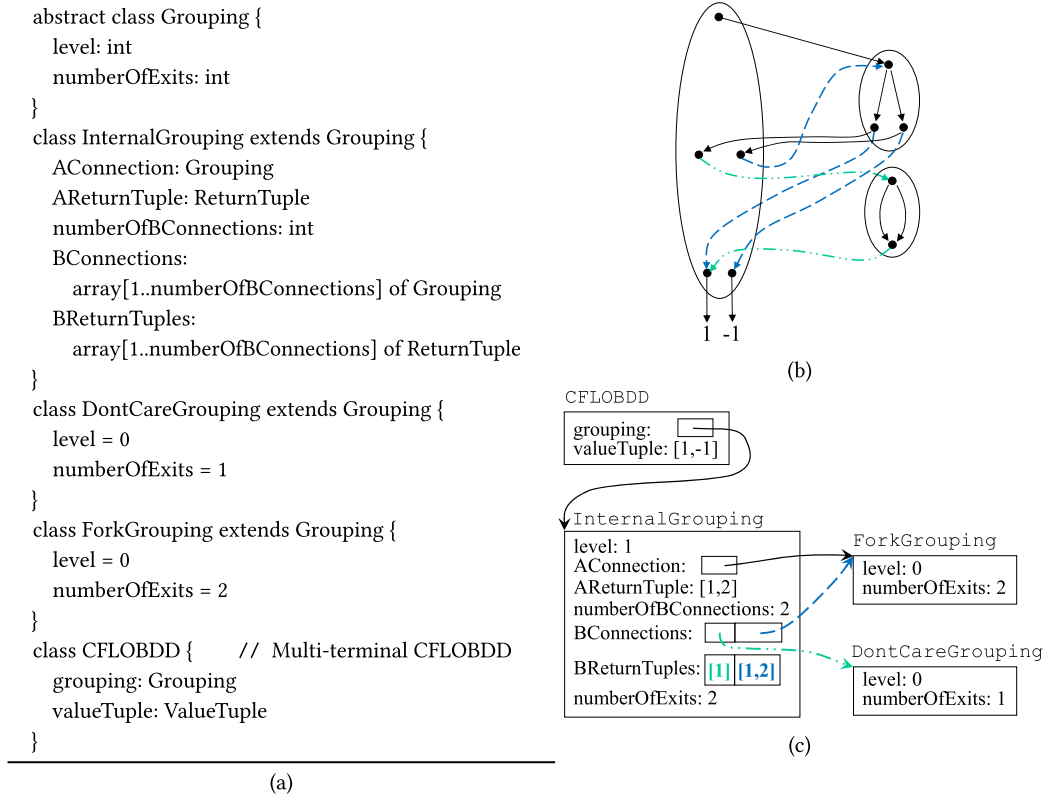 abstract class Grouping {
level: int
numberOfExits: int
}
class InternalGrouping extends Grouping {
AConnection: Grouping
AReturnTuple: ReturnTuple
numberOfBConnections: int
BConnections:
array[1..numberOfBConnections] of Grouping
BReturnTuples:
array[1..numberOfBConnections] of ReturnTuple
}
class DontCareGrouping extends Grouping {
level = 0
numberOfExits = 1
}
class ForkGrouping extends Grouping {
level = 0
numberOfExits = 2
}
class CFLOBDD { // Multi-terminal CFLOBDD
grouping: Grouping
valueTuple: ValueTuple
}
(a)
1 -1
(b)
CFLOBDD
grouping:
valueTuple: [1,-1]
InternalGrouping
level: 1
AConnection:
AReturnTuple: [1,2]
numberOfBConnections: 2
BConnections:
BReturnTuples: [1] [1,2]
numberOfExits: 2
ForkGrouping
level: 0
numberOfExits: 2
DontCareGrouping
level: 0
numberOfExits: 1
(c)